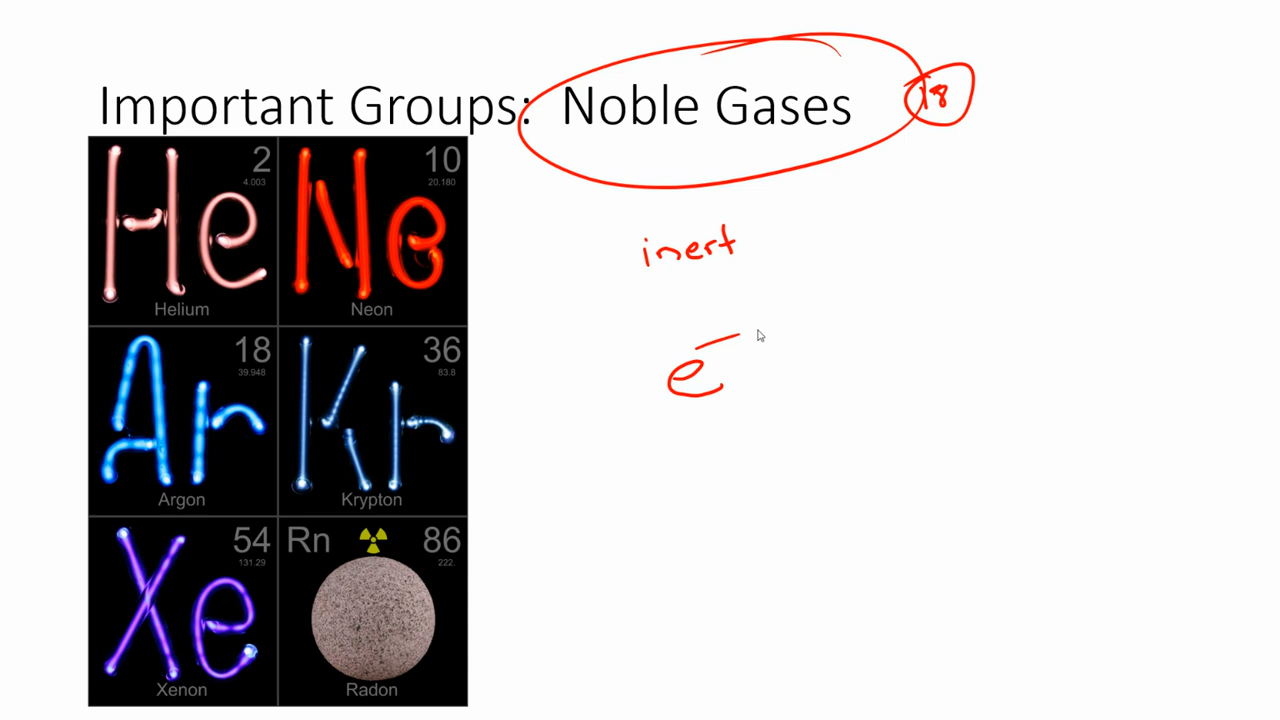 Important Groups: Noble Gases 18
He 2 4.003 Helium
Ne 10 20.180 Neon
inert
Ar 18 39.948 Argon
Kr 36 83.8 Krypton
e⁻
Xe 54 131.29 Xenon
Rn 86 222. Radon